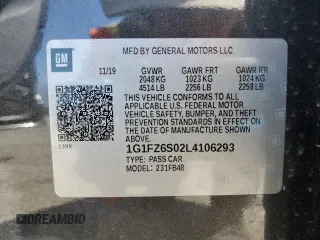 GM
MFD BY GENERAL MOTORS LLC
11/19 GVWR GAWR FRT GAWR RR
2048 KG 1023 KG 1024 KG
4514 LB 2256 LB 2258 LB
THIS VEHICLE CONFORMS TO ALL
APPLICABLE U.S. FEDERAL MOTOR
VEHICLE SAFETY, BUMPER, AND THEFT
PREVENTION STANDARDS IN EFFECT ON
THE DATE OF MANUFACTURE SHOWN
ABOVE.
139X
1G1FZ6S02L4106293
TYPE: PASS CAR
MODEL: 231FB48
DREAMBID